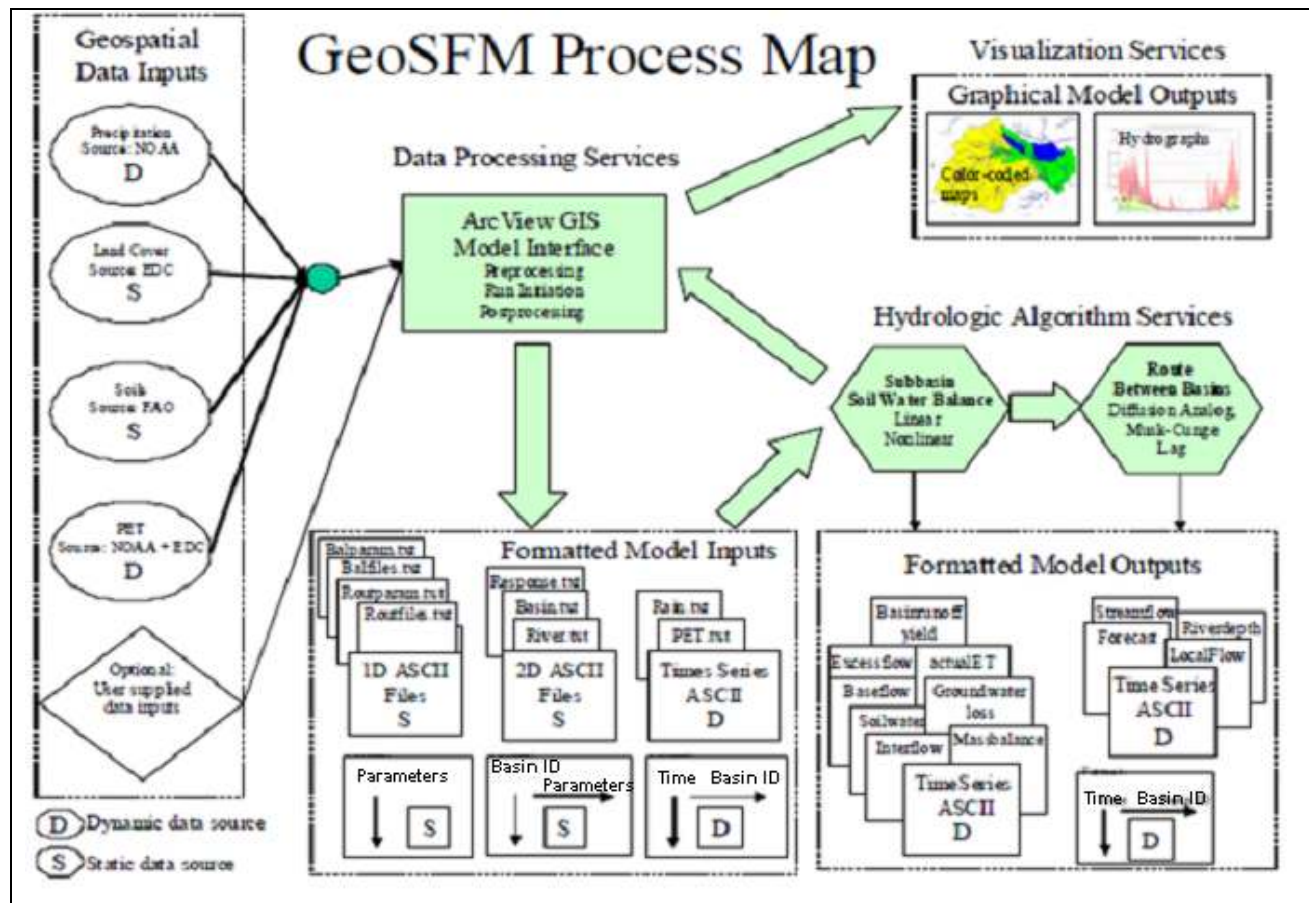 Geospatial
Data Inputs
Precipitation
Source: NOAA
D
Land Cover
Source: EDC
S
Soils
Source: FAO
S
PET
Source: NOAA + EDC
D
Optional:
User supplied
data inputs
D Dynamic data source
S Static data source
GeoSFM Process Map
Data Processing Services
ArcView GIS
Model Interface
Preprocessing
Run Initiation
Postprocessing
Visualization Services
Graphical Model Outputs
Color-coded
maps
Hydrographs
Hydrologic Algorithm Services
Subbasin
Soil Water Balance
Linear
Nonlinear
Route
Between Basins
Diffusion Analog,
Musk-Cunge
Lag
Formatted Model Inputs
Balparam.txt
Balfiles.txt
Routparam.txt
Routfiles.txt
1D ASCII
Files
S
Response.txt
Basin.txt
River.txt
2D ASCII
Files
S
Rain.txt
PET.txt
Times Series
ASCII
D
Parameters
S
Basin ID
Parameters
S
Time Basin ID
D
Formatted Model Outputs
Basinrunoff
yield
Excessflow
actualET
Baseflow
Groundwater
loss
Soilwater
Interflow
Massbalance
TimeSeries
ASCII
D
Streamflow
Forecast
Riverdepth
LocalFlow
Time Series
ASCII
D
Time Basin ID
D